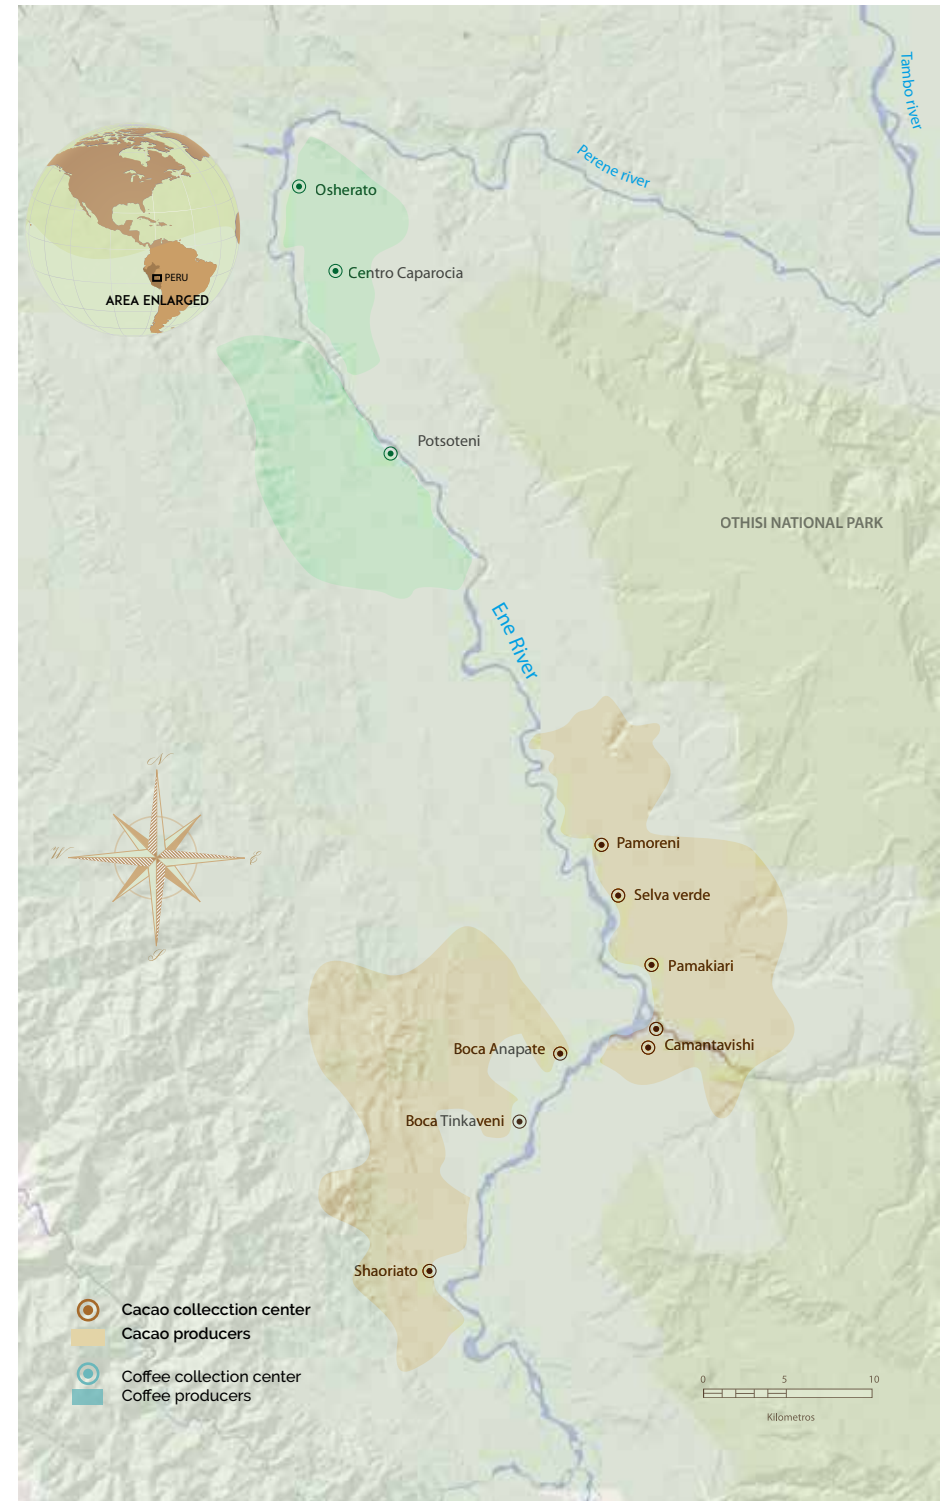 Tambo river
Perene river
Osherato
Centro Caparocia
PERU
AREA ENLARGED
Potsoteni
OTHISI NATIONAL PARK
Ene River
N
W
E
S
Pamoreni
Selva verde
Pamakiari
Camantavishi
Boca Anapate
Boca Tinkaveni
Shaoriato
Cacao collecction center
Cacao producers
Coffee collection center
Coffee producers
0 5 10
Kilometros